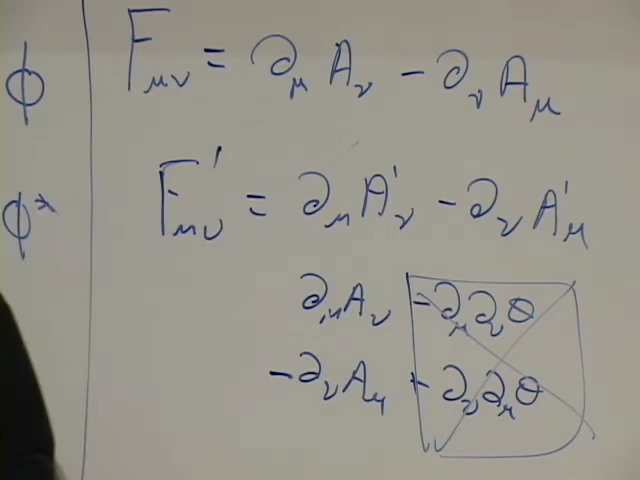 ϕ
ϕ*
F_μν = ∂_μ A_ν − ∂_ν A_μ
F'_μν = ∂_μ A'_ν − ∂_ν A'_μ
∂_μ A_ν − ∂_μ ∂_ν θ
− ∂_ν A_μ + ∂_ν ∂_μ θ